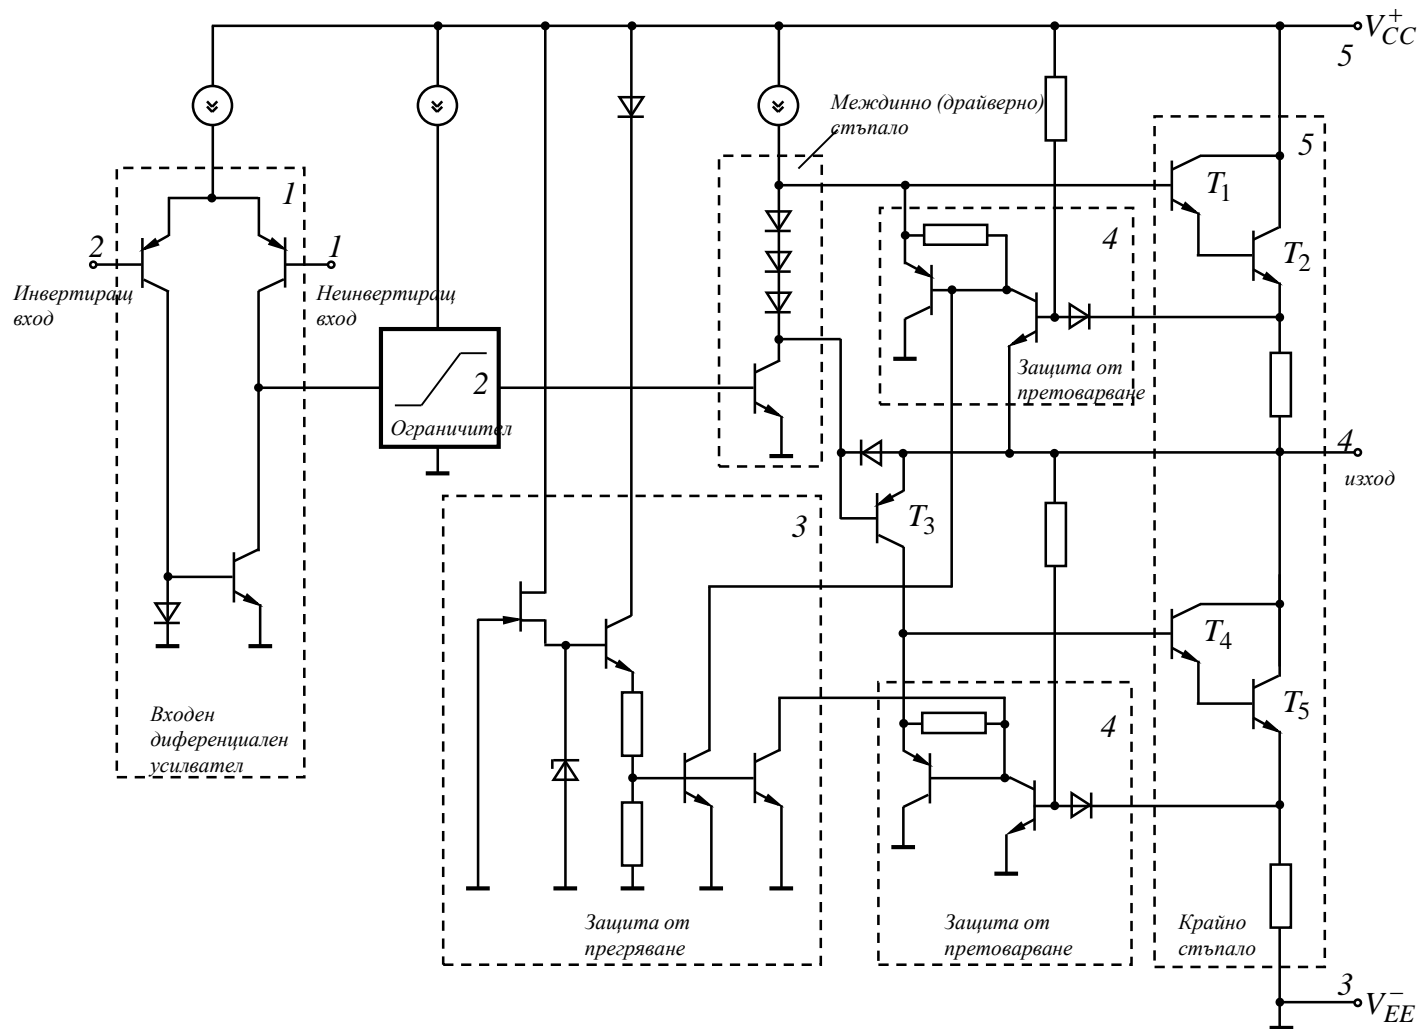 V⁺CC
5
Междинно (драйверно)
стъпало
5
1
T1
2
1
4
T2
Инвертиращ
вход
Неинвертиращ
вход
Защита от
претоварване
2
Ограничител
4
изход
3
T3
T4
Входен
диференциален
усилвател
4
T5
Защита от
прегряване
Защита от
претоварване
Крайно
стъпало
3
V⁻EE